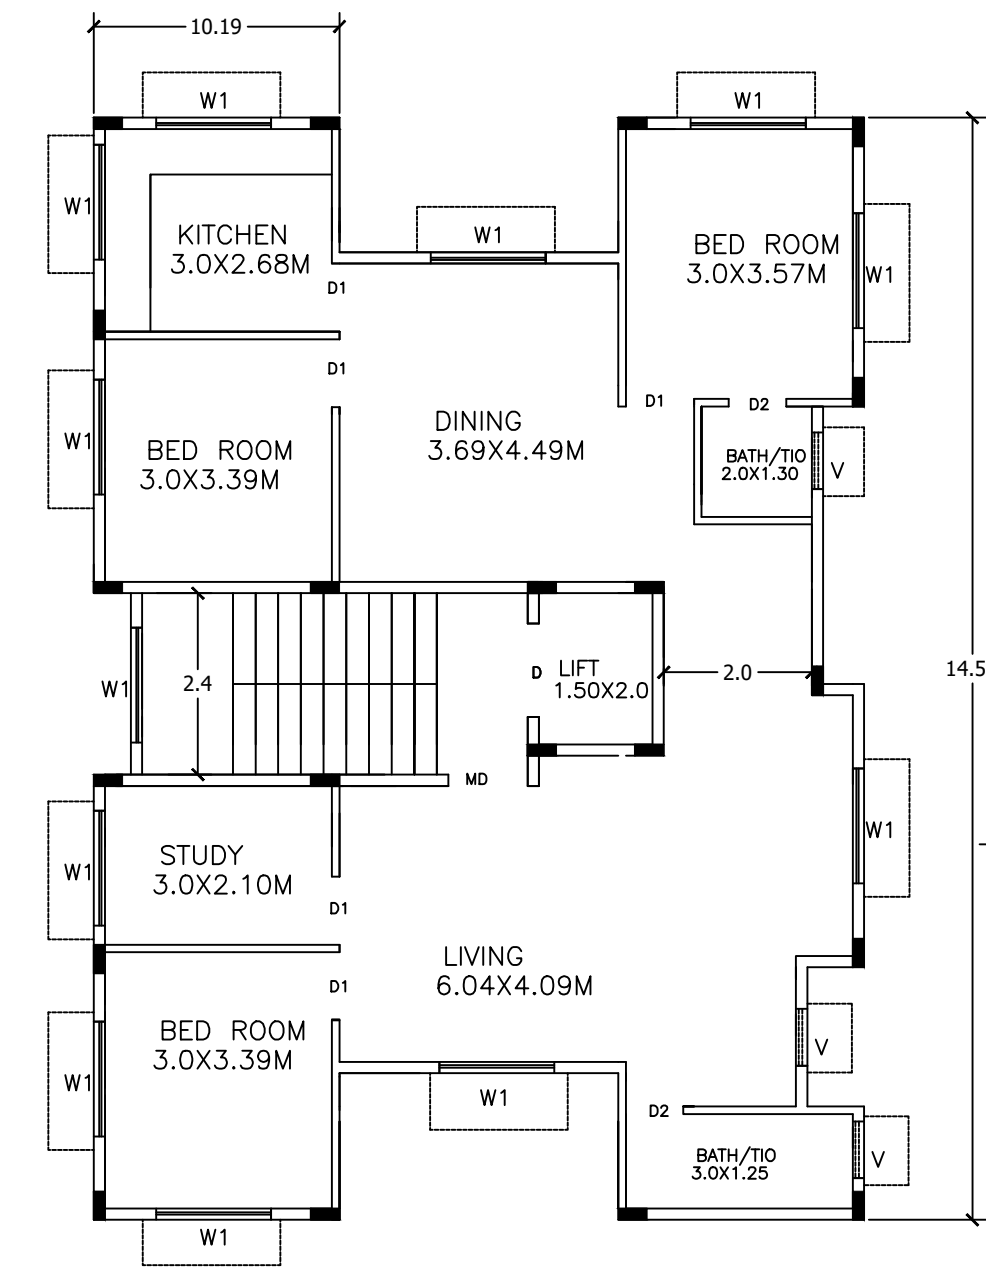 10.19
W1
W1
W1
W1
KITCHEN
3.0X2.68M
W1
BED ROOM
3.0X3.57M
W1
D1
D1
D1
D2
W1
DINING
3.69X4.49M
BED ROOM
3.0X3.39M
BATH/TIO
2.0X1.30
V
14.5
W1
2.4
D
LIFT
1.50X2.0
2.0
MD
W1
W1
STUDY
3.0X2.10M
D1
LIVING
6.04X4.09M
D1
BED ROOM
3.0X3.39M
V
W1
W1
D2
BATH/TIO
3.0X1.25
V
W1